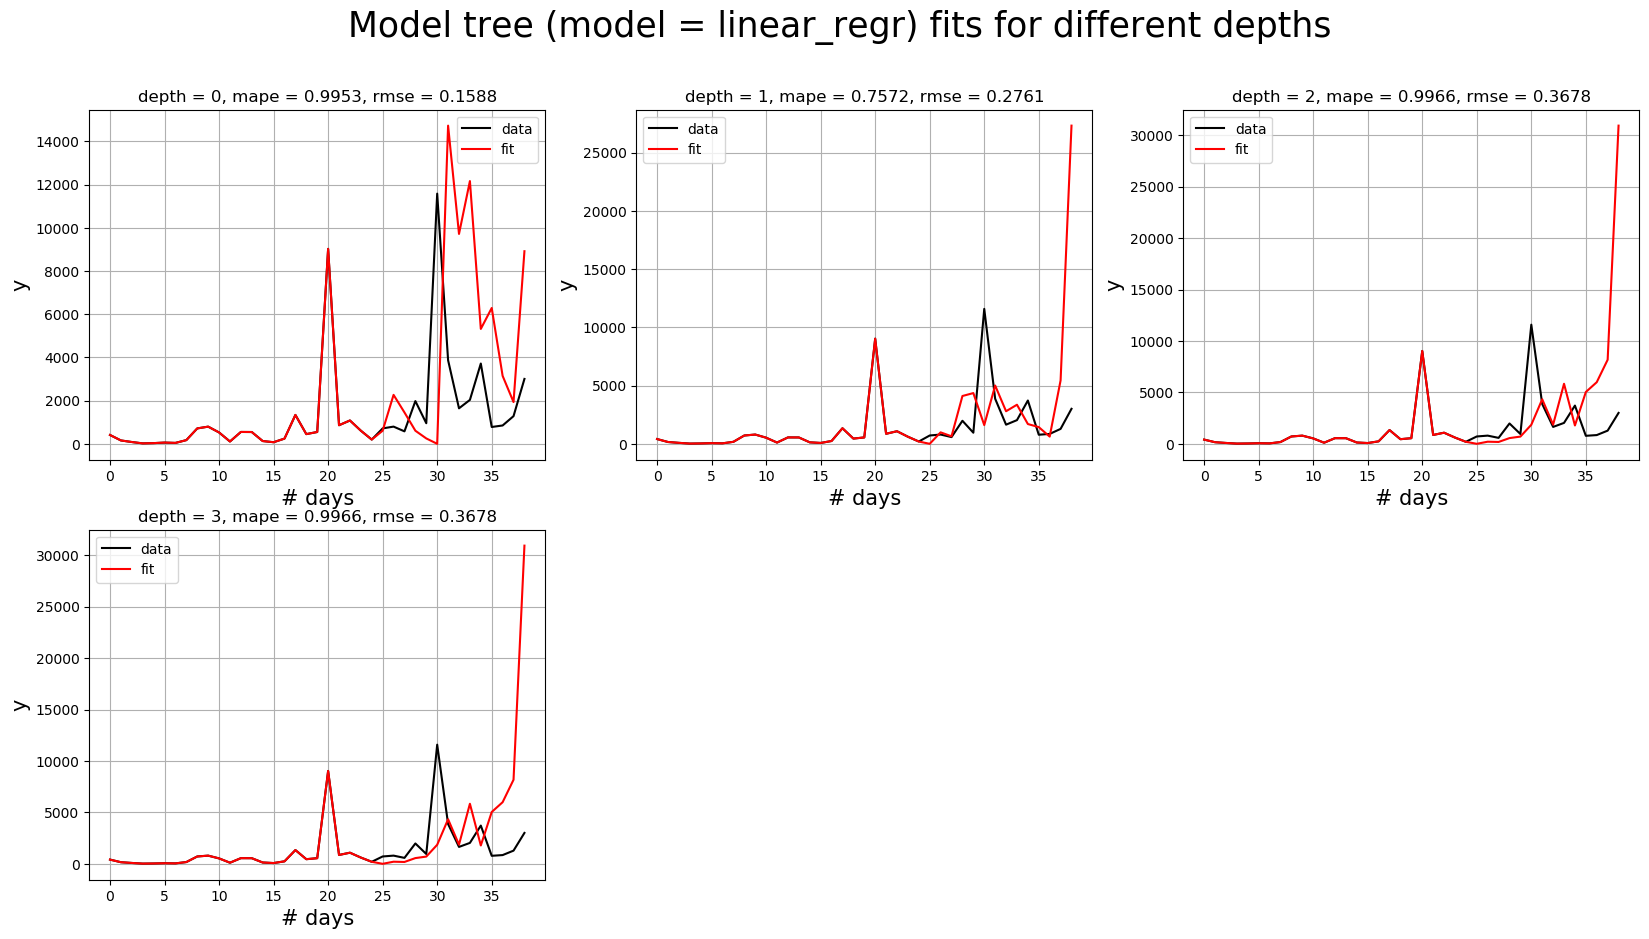 Model tree (model = linear_regr) fits for different depths
depth = 0, mape = 0.9953, rmse = 0.1588
data
fit
14000
12000
10000
8000
6000
4000
2000
0
y
0 5 10 15 20 25 30 35
# days
depth = 1, mape = 0.7572, rmse = 0.2761
data
fit
25000
20000
15000
10000
5000
0
y
0 5 10 15 20 25 30 35
# days
depth = 2, mape = 0.9966, rmse = 0.3678
data
fit
30000
25000
20000
15000
10000
5000
0
y
0 5 10 15 20 25 30 35
# days
depth = 3, mape = 0.9966, rmse = 0.3678
data
fit
30000
25000
20000
15000
10000
5000
0
y
0 5 10 15 20 25 30 35
# days